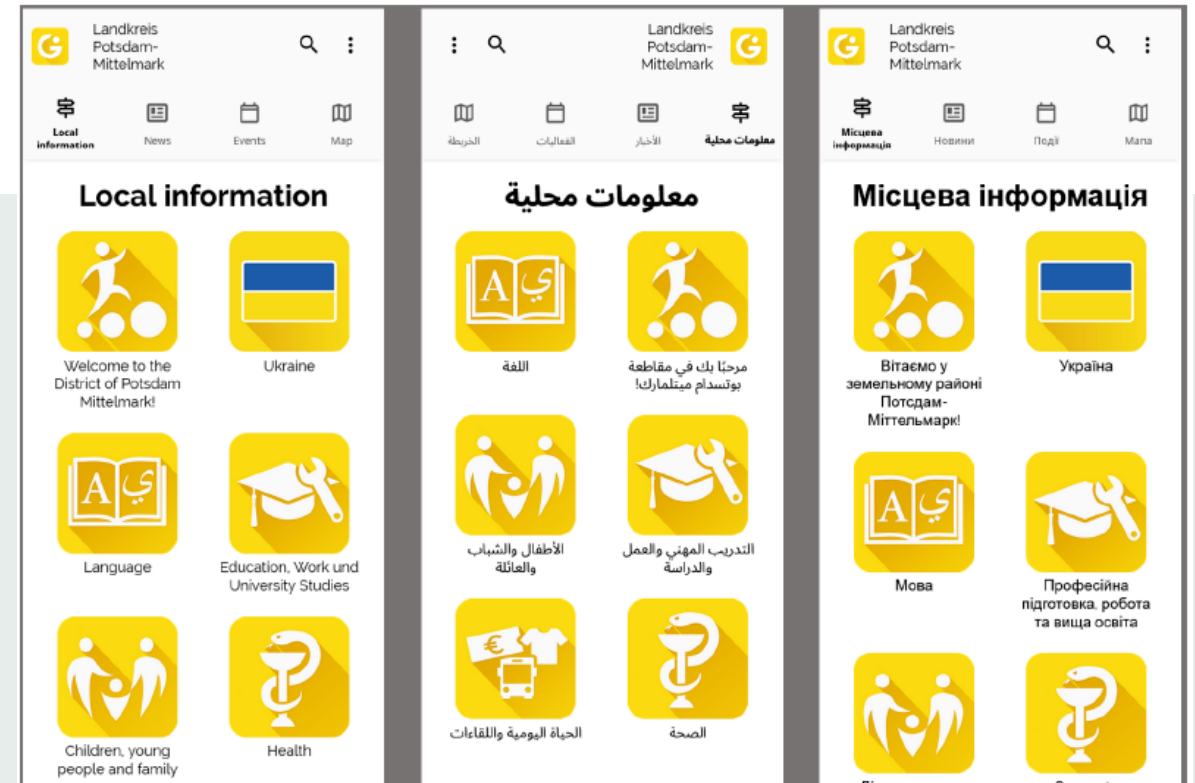 Landkreis
Potsdam-
Mittelmark
Local
information
News
Events
Map
Local information
Welcome to the
District of Potsdam
Mittelmark!
Ukraine
A ي
Language
Education, Work und
University Studies
Children, young
people and family
Health
Landkreis
Potsdam-
Mittelmark
معلومات محلية
الأخبار
الفعاليات
الخريطة
معلومات محلية
مرحبًا بك في مقاطعة
بوتسدام ميتلمارك!
A ي
اللغة
التدريب المهني والعمل
والدراسة
الأطفال والشباب
والعائلة
الصحة
€
الحياة اليومية واللقاءات
Landkreis
Potsdam-
Mittelmark
Місцева
інформація
Новини
Події
Мапа
Місцева інформація
Вітаємо у
земельному районі
Потсдам-
Міттельмарк!
Україна
A ي
Мова
Професійна
підготовка, робота
та вища освіта